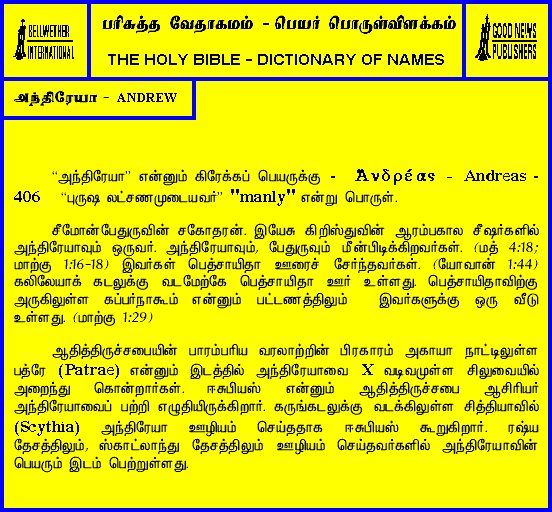 BELLWETHER
INTERNATIONAL
பரிசுத்த வேதாகமம் - பெயர் பொருள்விளக்கம்
THE HOLY BIBLE - DICTIONARY OF NAMES
GOOD NEWS
PUBLISHERS
அந்திரேயா - ANDREW
“அந்திரேயா” என்னும் கிரேக்கப் பெயருக்கு - Ἀνδρέας - Andreas -
406 “புருஷ லட்சணமுடையவர்” "manly" என்று பொருள்.
சீமோன்பேதுருவின் சகோதரன். இயேசு கிறிஸ்துவின் ஆரம்பகால சீஷர்களில்
அந்திரேயாவும் ஒருவர். அந்திரேயாவும், பேதுருவும் மீன்பிடிக்கிறவர்கள். (மத் 4:18;
மாற்கு 1:16-18) இவர்கள் பெத்சாயிதா ஊரைச் சேர்ந்தவர்கள். (யோவான் 1:44)
கலிலேயாக் கடலுக்கு வடமேற்கே பெத்சாயிதா ஊர் உள்ளது. பெத்சாயிதாவிற்கு
அருகிலுள்ள கப்பர்நாகூம் என்னும் பட்டணத்திலும் இவர்களுக்கு ஒரு வீடு
உள்ளது. (மாற்கு 1:29)
ஆதித்திருச்சபையின் பாரம்பரிய வரலாற்றின் பிரகாரம் அகாயா நாட்டிலுள்ள
பத்ரே (Patrae) என்னும் இடத்தில் அந்திரேயாவை X வடிவமுள்ள சிலுவையில்
அறைந்து கொன்றார்கள். ஈசுபியஸ் என்னும் ஆதித்திருச்சபை ஆசிரியர்
அந்திரேயாவைப் பற்றி எழுதியிருக்கிறார். கருங்கடலுக்கு வடக்கிலுள்ள சித்தியாவில்
(Scythia) அந்திரேயா ஊழியம் செய்ததாக ஈசுபியஸ் கூறுகிறார். ரஷ்ய
தேசத்திலும், ஸ்காட்லாந்து தேசத்திலும் ஊழியம் செய்தவர்களில் அந்திரேயாவின்
பெயரும் இடம் பெற்றுள்ளது.